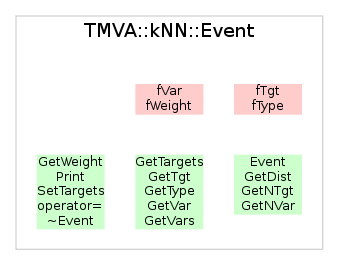 TMVA::kNN::Event
fVar
fWeight
fTgt
fType
GetWeight
Print
SetTargets
operator=
~Event
GetTargets
GetTgt
GetType
GetVar
GetVars
Event
GetDist
GetNTgt
GetNVar